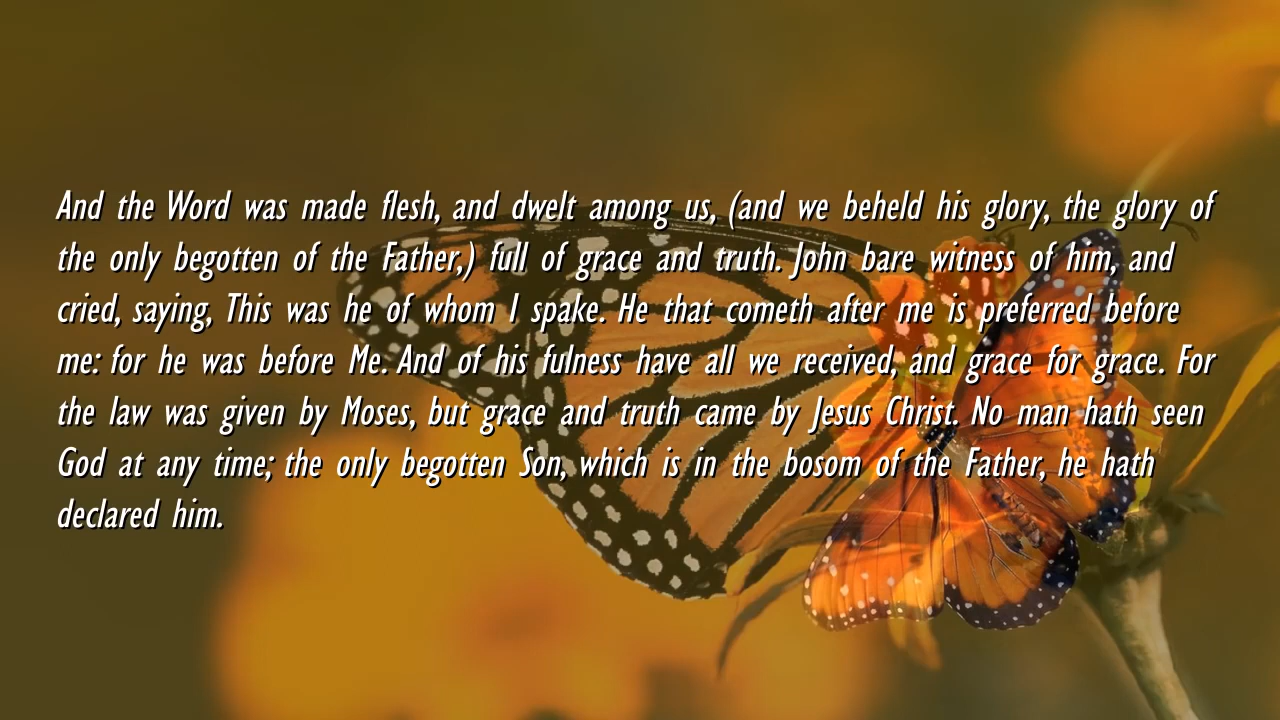 And the Word was made flesh, and dwelt among us, (and we beheld his glory, the glory of
the only begotten of the Father,) full of grace and truth. John bare witness of him, and
cried, saying, This was he of whom I spake. He that cometh after me is preferred before
me: for he was before Me. And of his fulness have all we received, and grace for grace. For
the law was given by Moses, but grace and truth came by Jesus Christ. No man hath seen
God at any time; the only begotten Son, which is in the bosom of the Father, he hath
declared him.